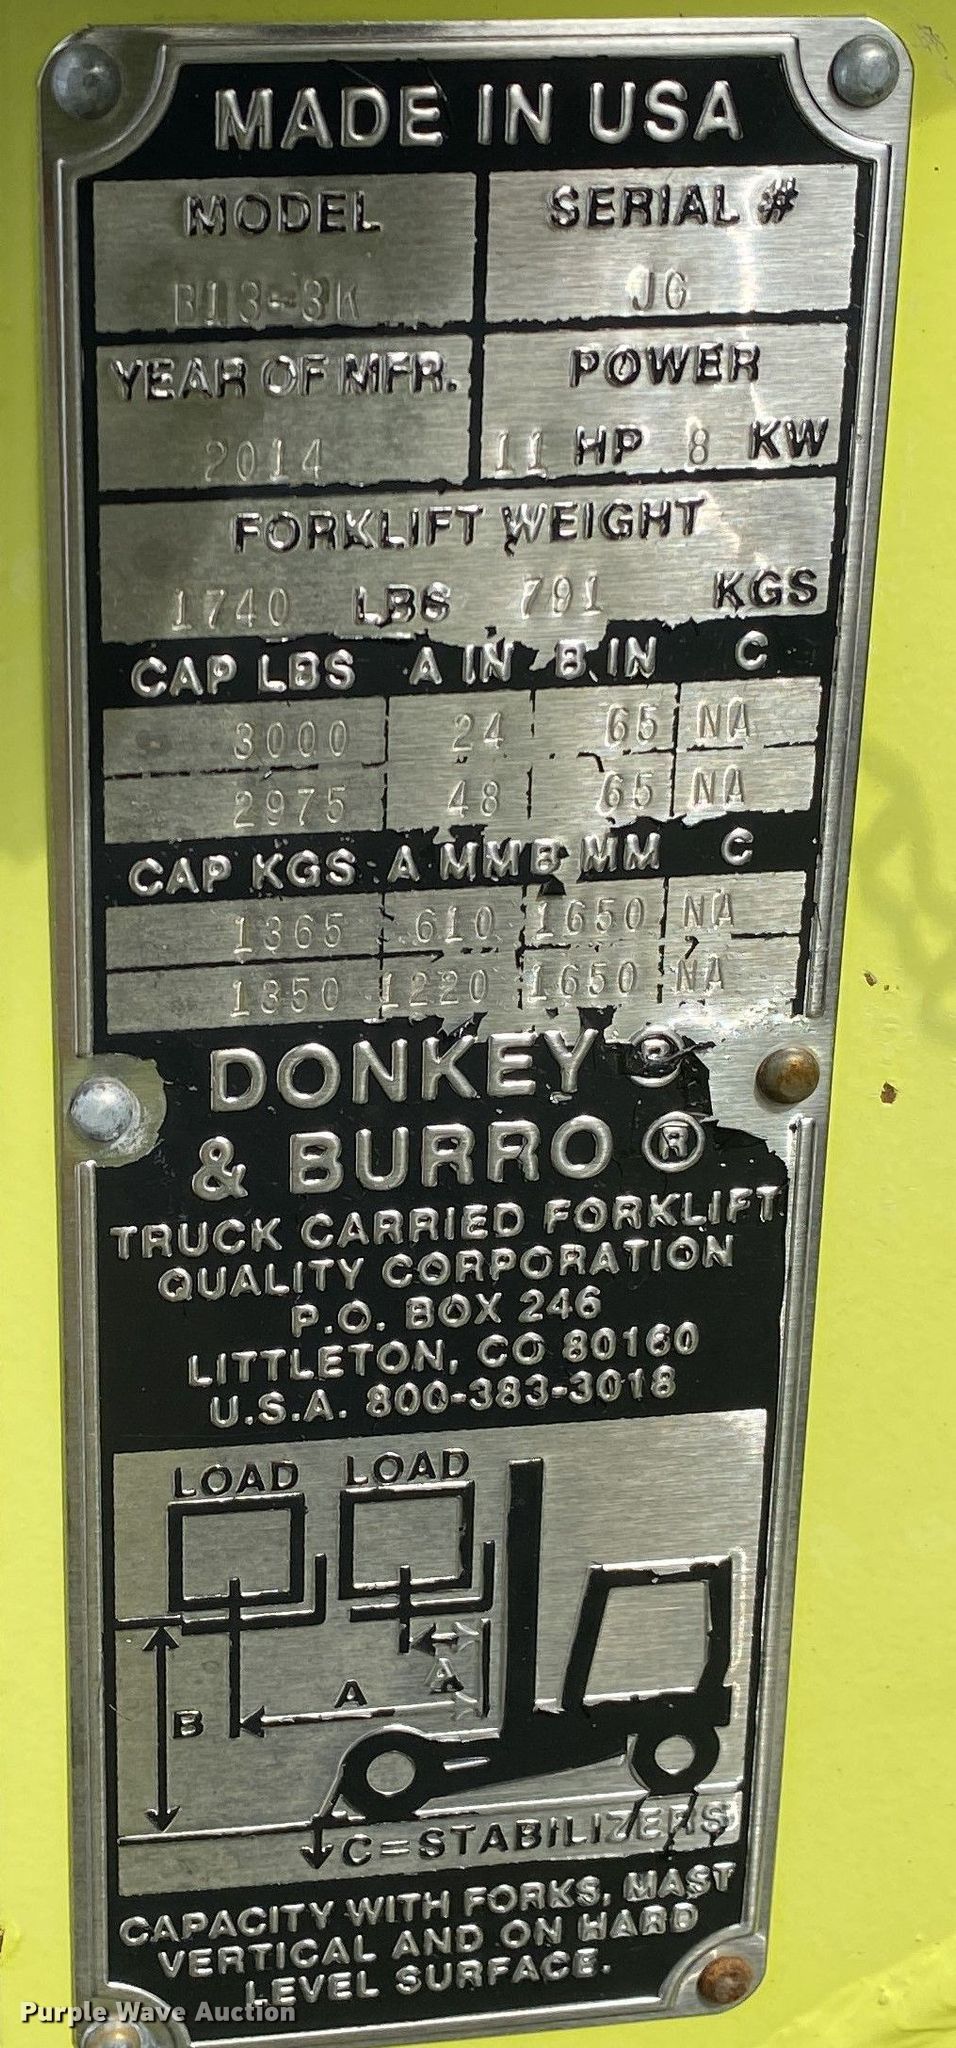 MADE IN USA
MODEL SERIAL #
B13-3K JG
YEAR OF MFR. POWER
2014 11 HP 8 KW
FORKLIFT WEIGHT
1740 LBS 791 KGS
CAP LBS A IN B IN C
3000 24 65 NA
2975 48 65 NA
CAP KGS A MM B MM C
1365 610 1650 NA
1350 1220 1650 NA
DONKEY ®
& BURRO ®
TRUCK CARRIED FORKLIFT
QUALITY CORPORATION
P.O. BOX 246
LITTLETON, CO 80160
U.S.A. 800-383-3018
LOAD LOAD
A
B A
C=STABILIZERS
CAPACITY WITH FORKS, MAST
VERTICAL AND ON HARD
LEVEL SURFACE.
Purple Wave Auction